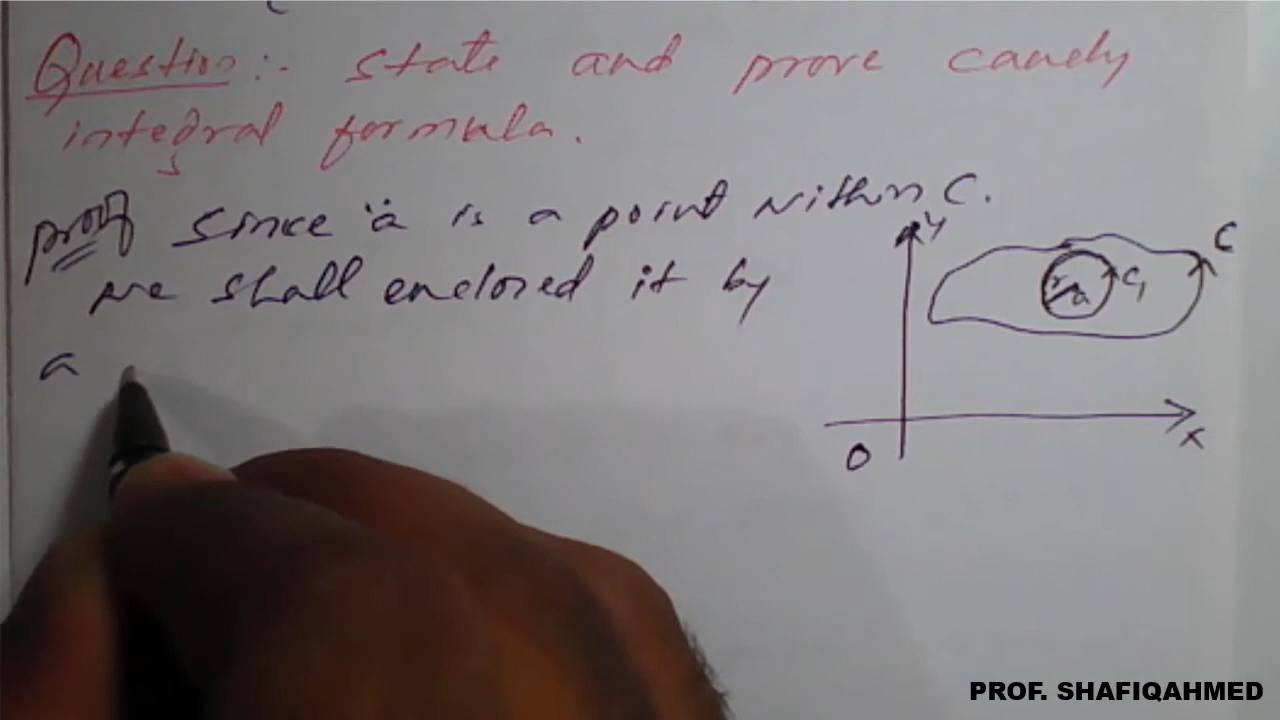 Question:- state and prove cauchy
integral formula.
proof Since 'a' is a point within C.
we shall enclosed it by
a
Y
C
r
a
C₁
O
X
PROF. SHAFIQAHMED